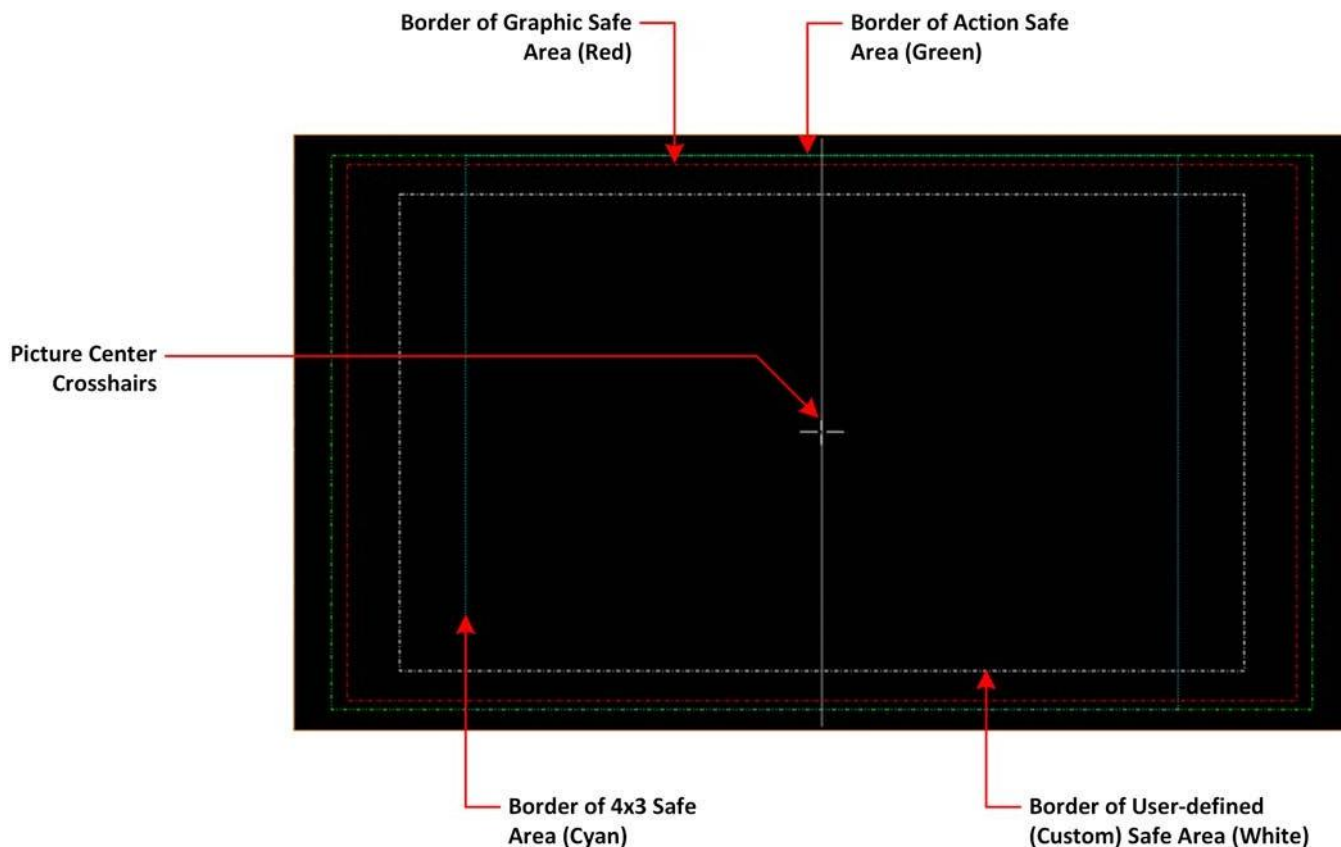 Border of Graphic Safe
Area (Red)
Border of Action Safe
Area (Green)
Picture Center
Crosshairs
Border of 4x3 Safe
Area (Cyan)
Border of User-defined
(Custom) Safe Area (White)